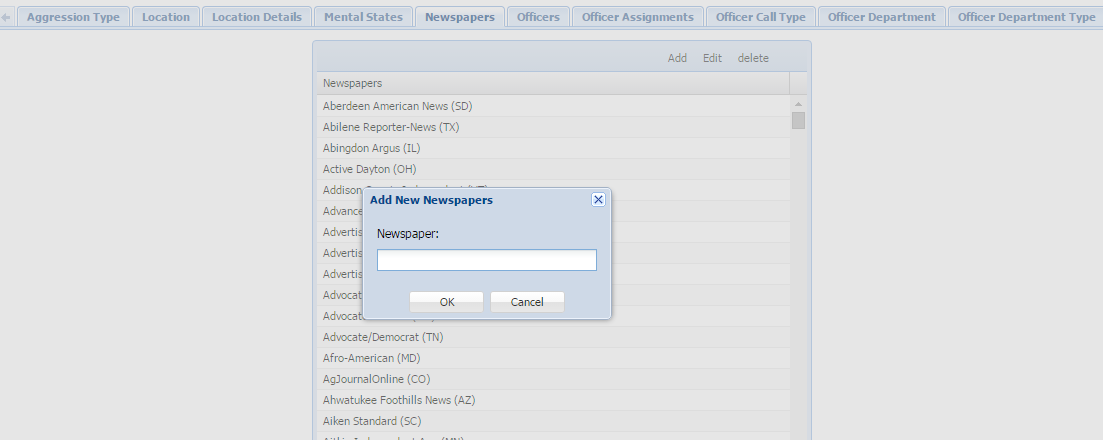 Aggression Type Location Location Details Mental States Newspapers Officers Officer Assignments Officer Call Type Officer Department Officer Department Type
Add Edit delete
Newspapers
Aberdeen American News (SD)
Abilene Reporter-News (TX)
Abingdon Argus (IL)
Active Dayton (OH)
Addison
Add New Newspapers
Newspaper:
OK Cancel
Advocate/Democrat (TN)
Afro-American (MD)
AgJournalOnline (CO)
Ahwatukee Foothills News (AZ)
Aiken Standard (SC)